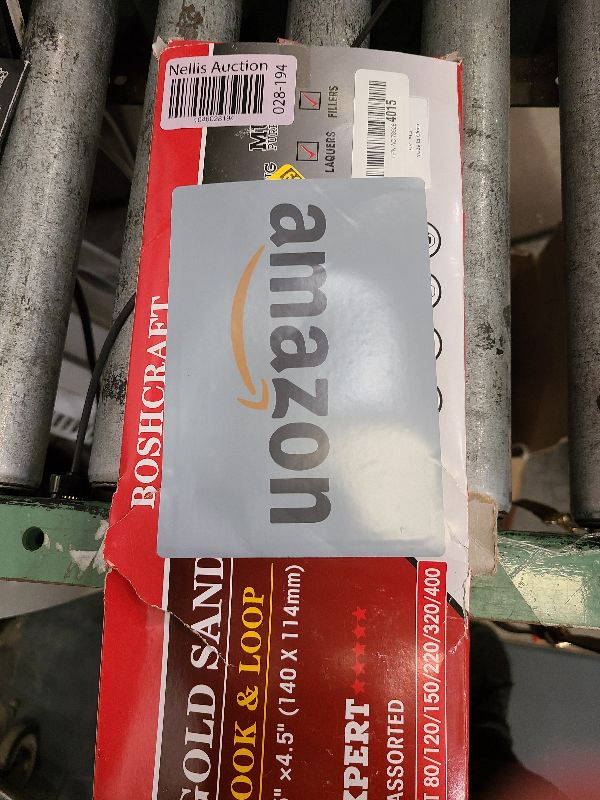 Nellis Auction
028-194
4015
FILLERS
LAQUERS
amazon
BOSHCRAFT
GOLD SAND
OOK & LOOP
" ×4.5" (140 X 114mm)
XPERT
ASSORTED
T 80/120/150/220/320/400